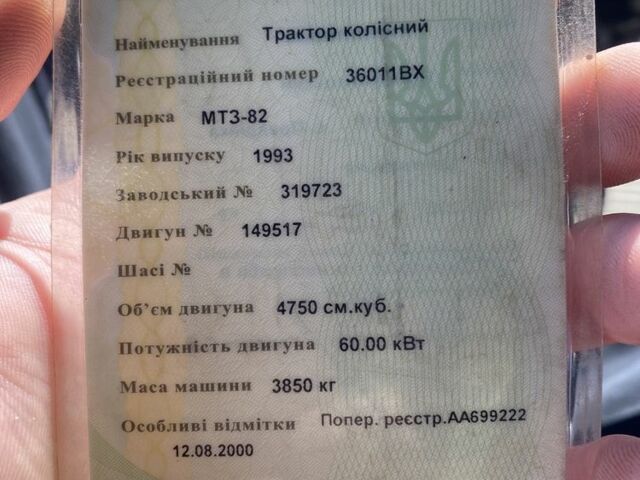 Найменування Трактор колісний
Реєстраційний номер 36011ВХ
Марка МТЗ-82
Рік випуску 1993
Заводський № 319723
Двигун № 149517
Шасі №
Об'єм двигуна 4750 см.куб.
Потужність двигуна 60.00 кВт
Маса машини 3850 кг
Особливі відмітки Попер. реєстр.АА699222
12.08.2000